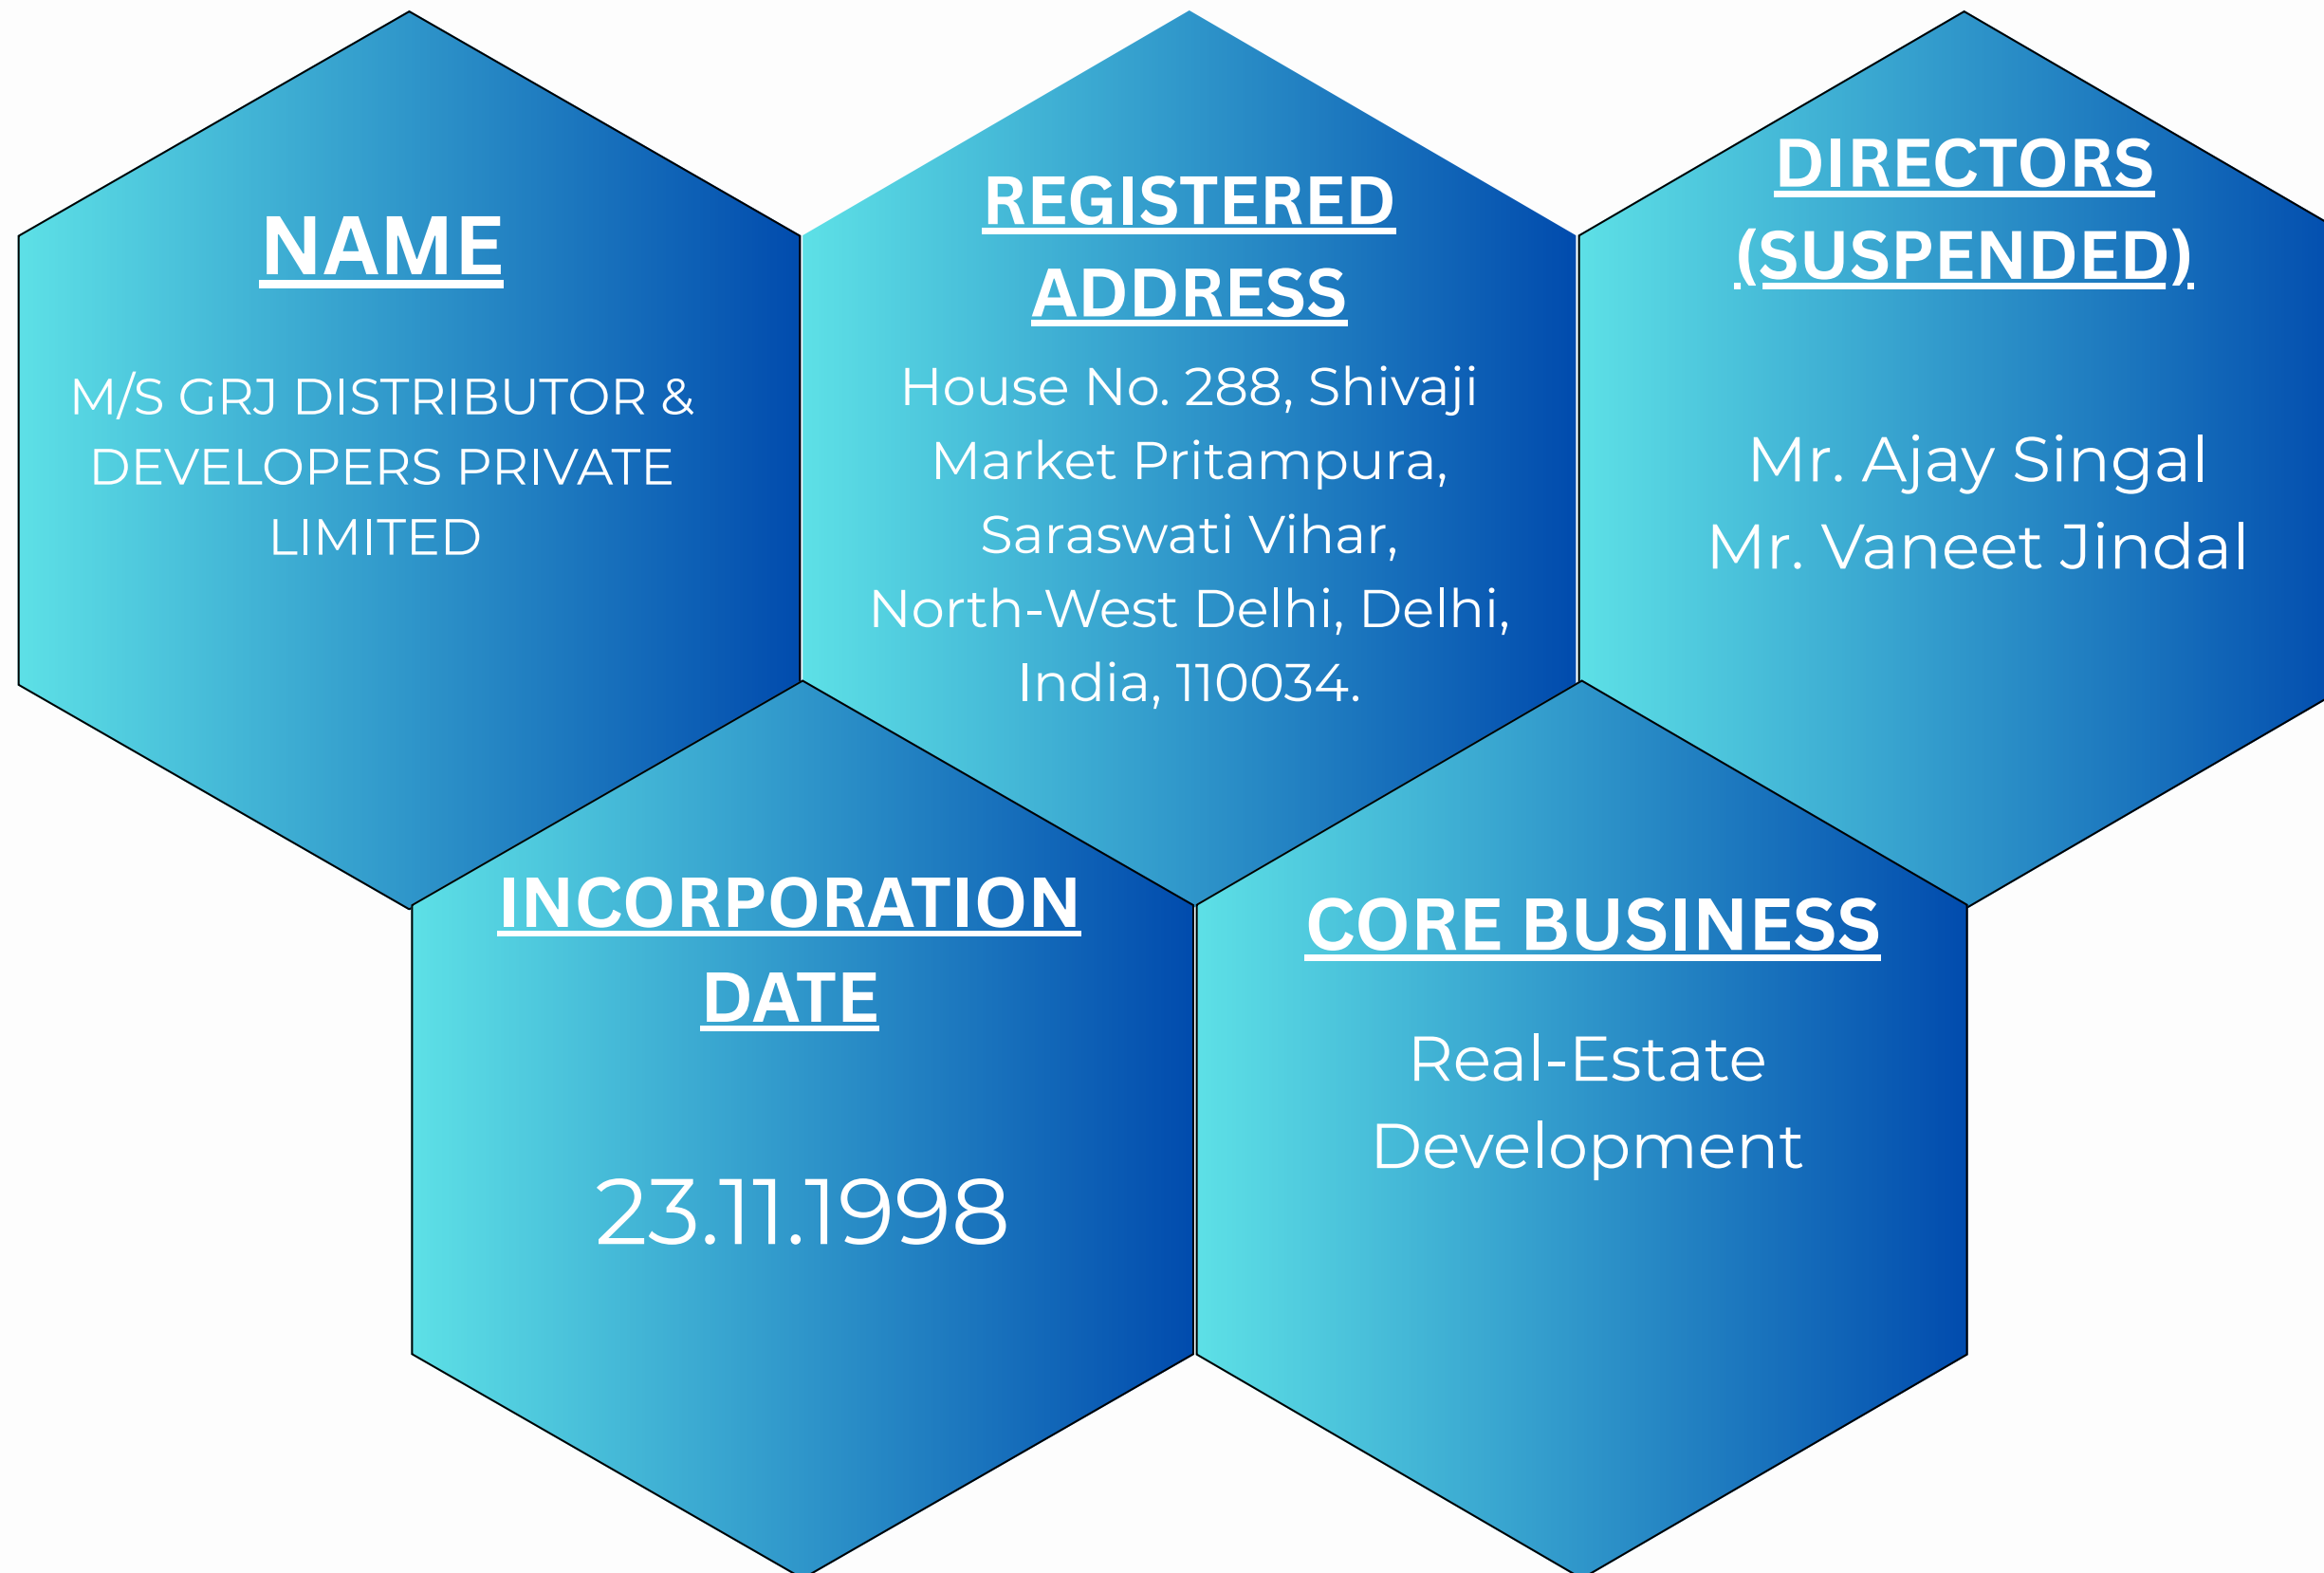 NAME
M/S GRJ DISTRIBUTOR &
DEVELOPERS PRIVATE
LIMITED
REGISTERED
ADDRESS
House No. 288, Shivaji
Market Pritampura,
Saraswati Vihar,
North-West Delhi, Delhi,
India, 110034.
DIRECTORS
(SUSPENDED)
Mr. Ajay Singal
Mr. Vaneet Jindal
INCORPORATION
DATE
23.11.1998
CORE BUSINESS
Real-Estate
Development